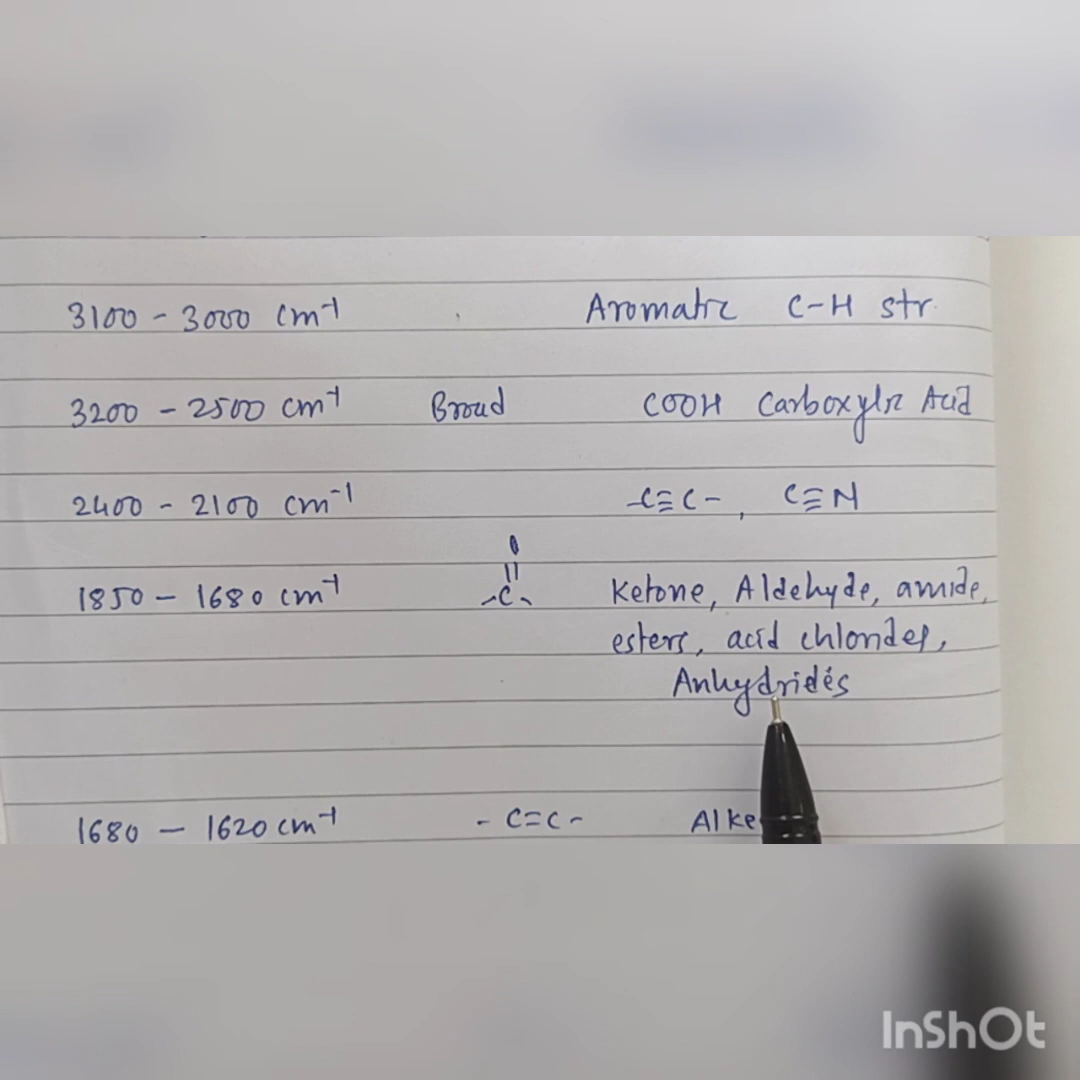 3100 - 3000 cm⁻¹ Aromatic C-H str.
3200 - 2500 cm⁻¹ Broad COOH Carboxylic Acid
2400 - 2100 cm⁻¹ -C≡C-, C≡N
O
||
1850 - 1680 cm⁻¹ -C- Ketone, Aldehyde, amide,
esters, acid chlorides,
Anhydrides
1680 - 1620 cm⁻¹ -C=C- Alke
InShOt